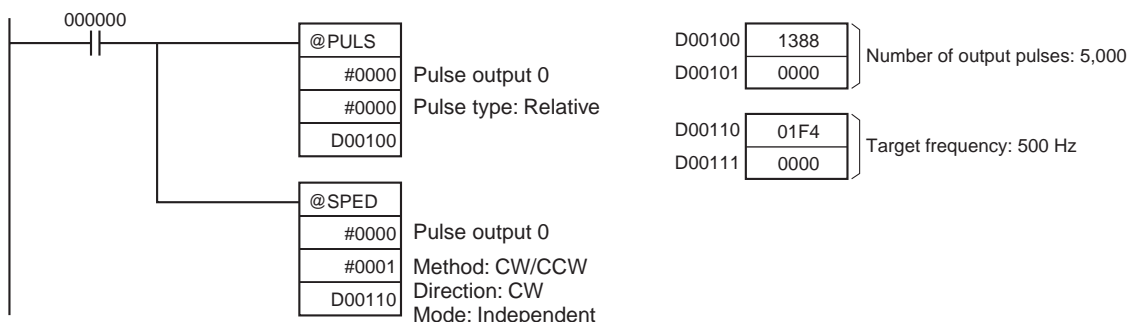 000000
@PULS
#0000 Pulse output 0
#0000 Pulse type: Relative
D00100
@SPED
#0000 Pulse output 0
#0001 Method: CW/CCW
D00110 Direction: CW
Mode: Independent
D00100 1388
D00101 0000
Number of output pulses: 5,000
D00110 01F4
D00111 0000
Target frequency: 500 Hz